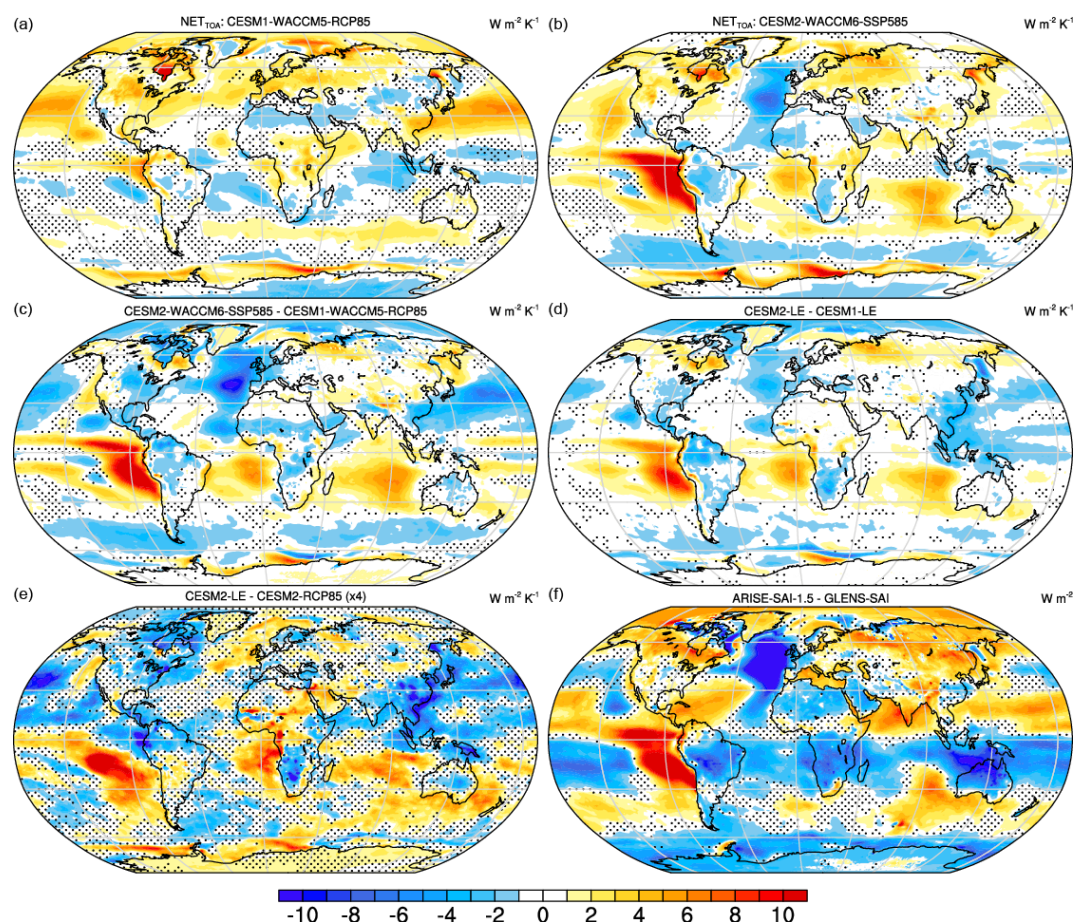 (a) NET_TOA: CESM1-WACCM5-RCP85 W m⁻² K⁻¹
(b) NET_TOA: CESM2-WACCM6-SSP585 W m⁻² K⁻¹
(c) CESM2-WACCM6-SSP585 - CESM1-WACCM5-RCP85 W m⁻² K⁻¹
(d) CESM2-LE - CESM1-LE W m⁻² K⁻¹
(e) CESM2-LE - CESM2-RCP85 (x4) W m⁻² K⁻¹
(f) ARISE-SAI-1.5 - GLENS-SAI W m⁻²
-10 -8 -6 -4 -2 0 2 4 6 8 10